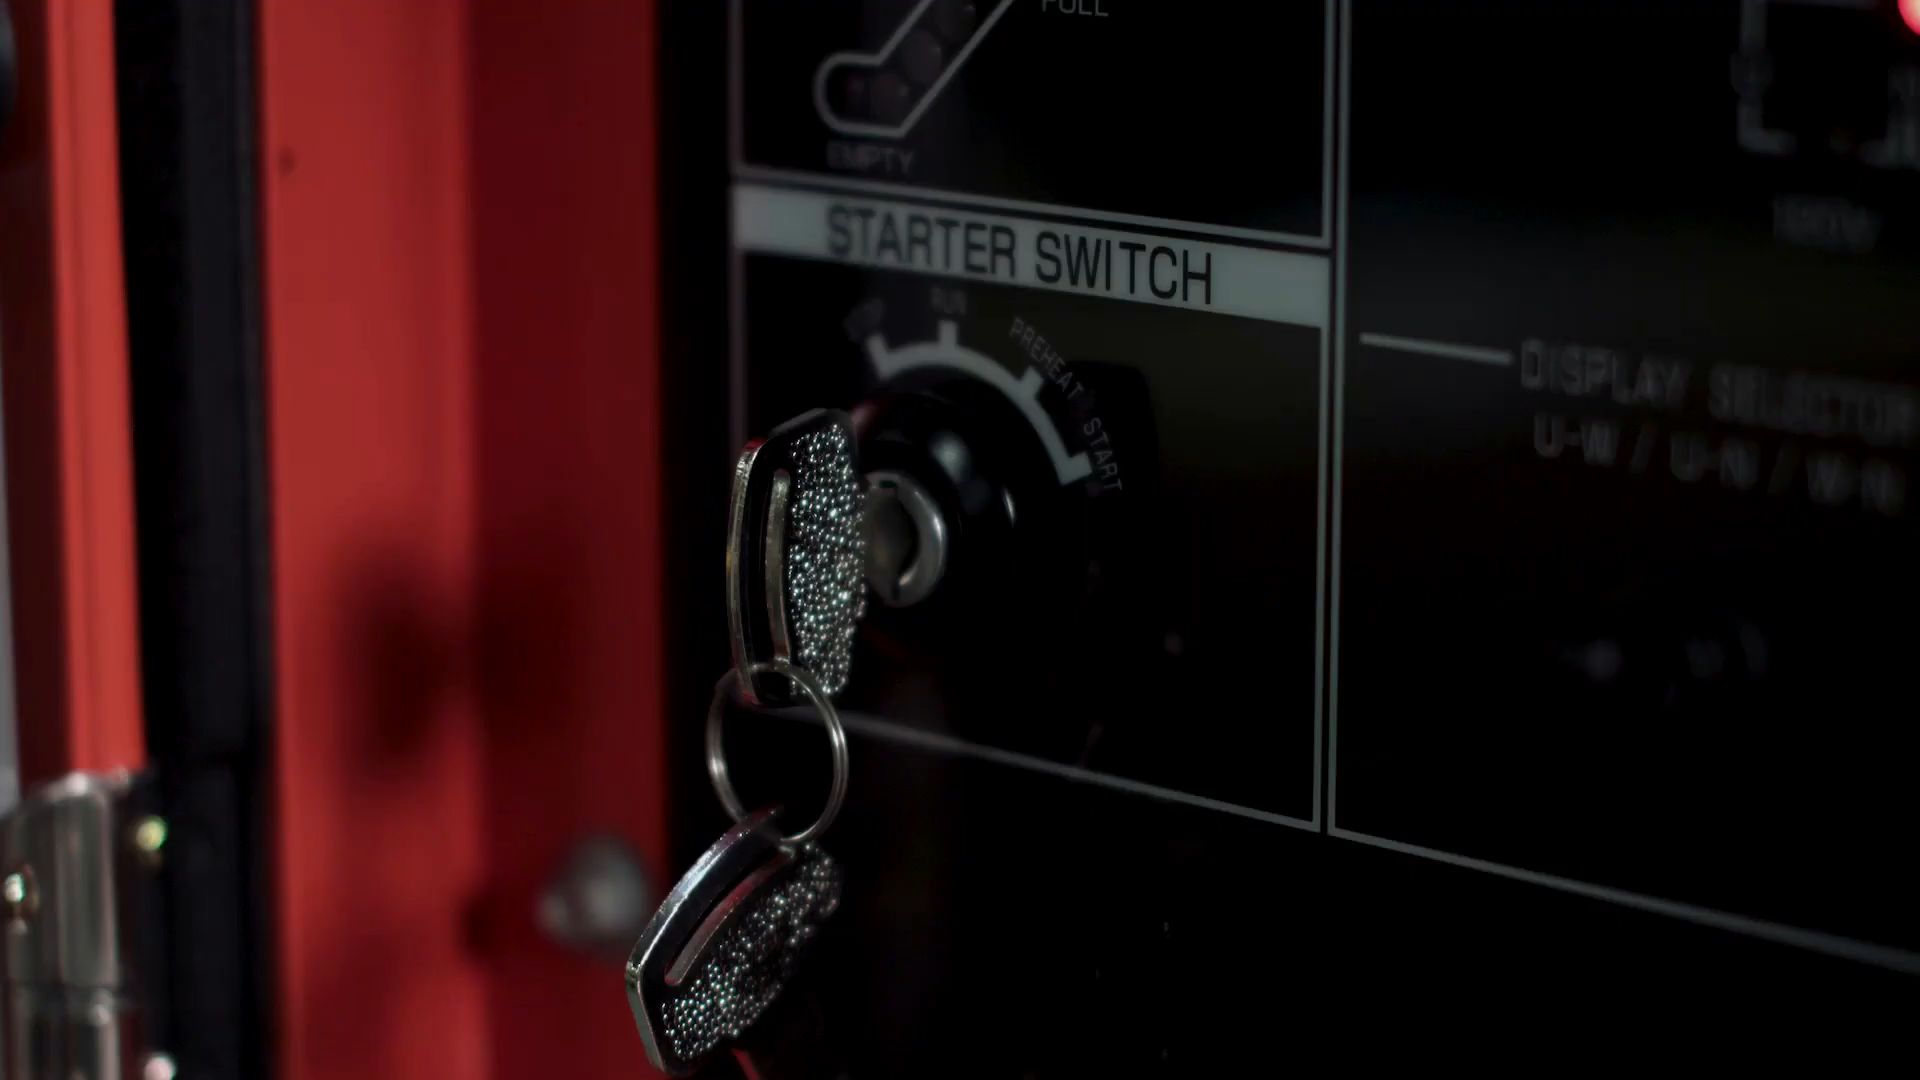 FULL
EMPTY
STARTER SWITCH
RUN
PREHEAT
START
DISPLAY SELECTOR
U-W / U-N / W-N